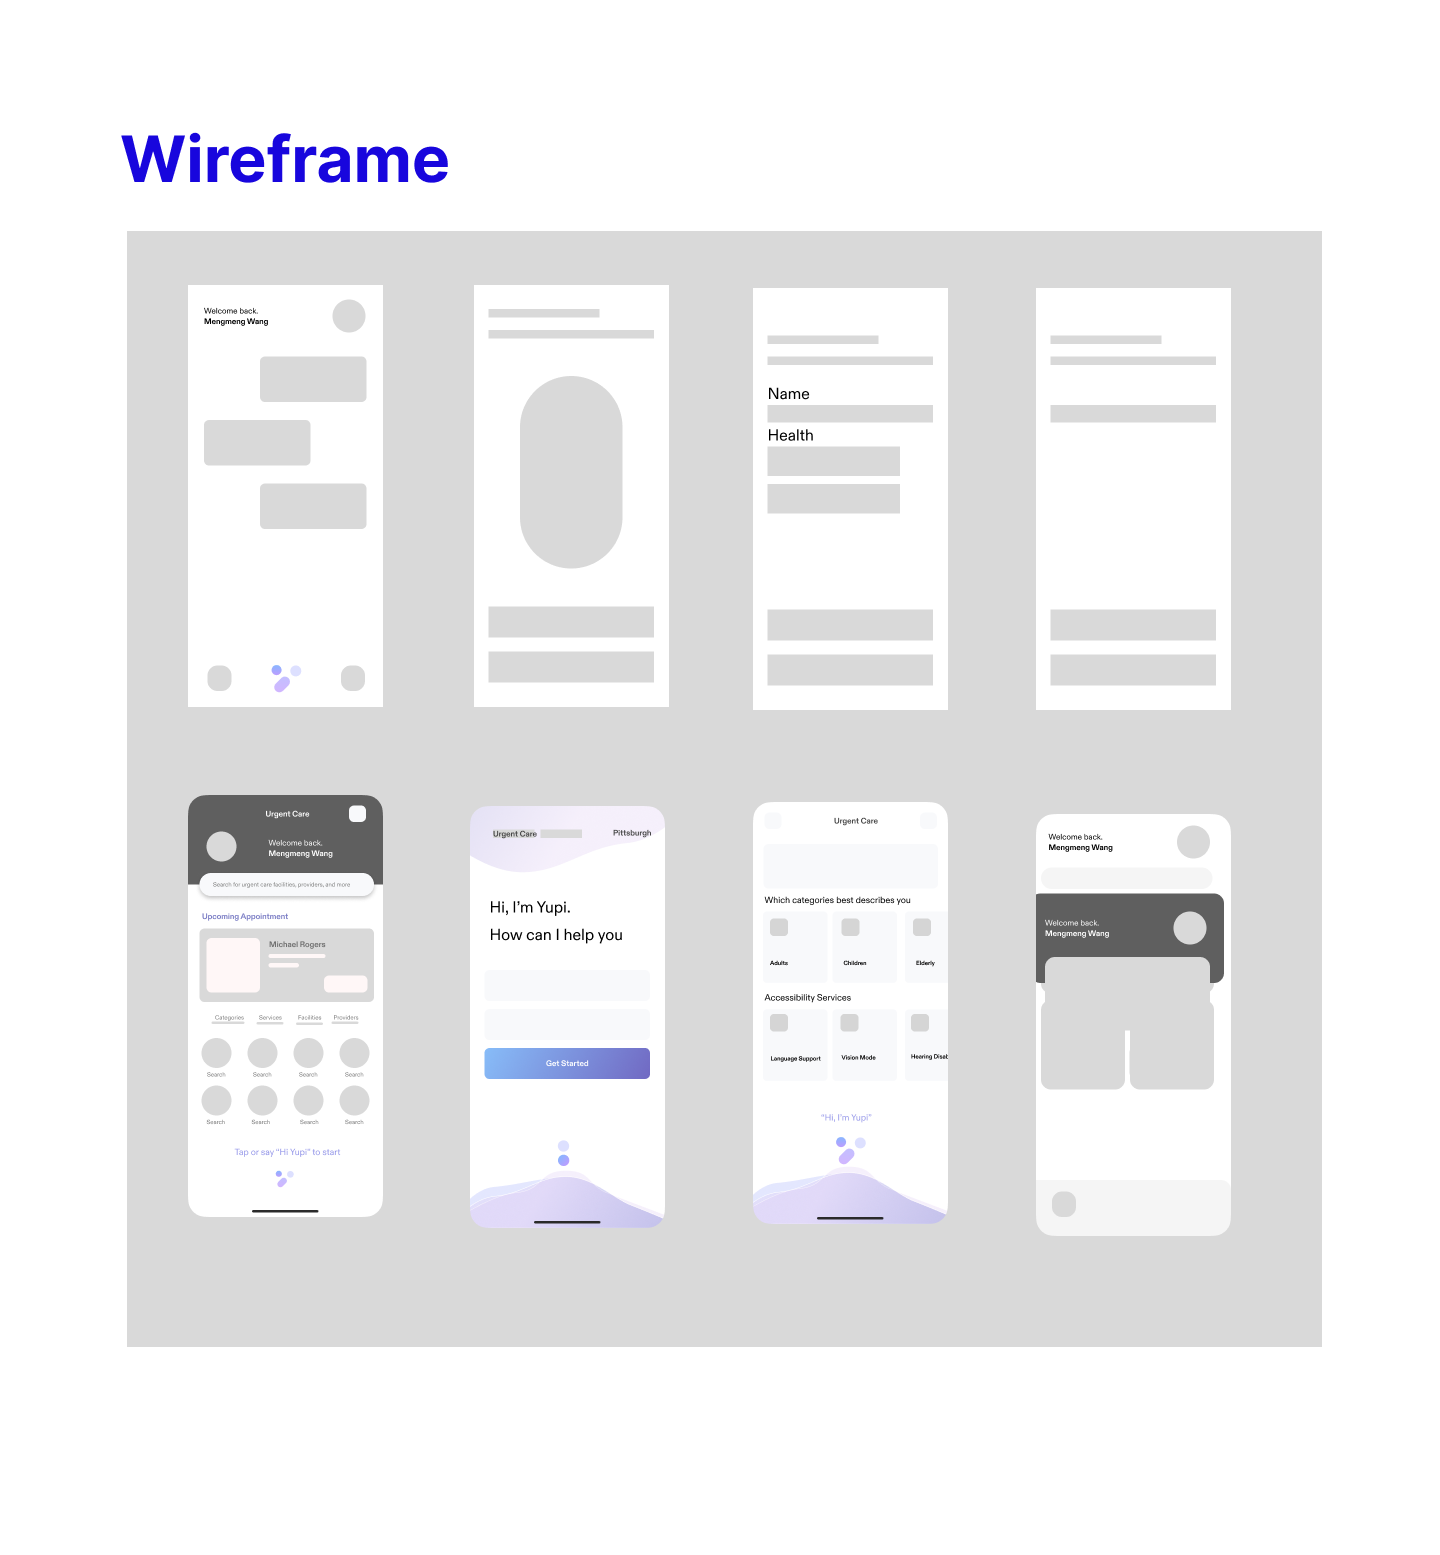 Wireframe
Welcome back.
Mengmeng Wang
Name
Health
Urgent Care
Welcome back.
Mengmeng Wang
Search for urgent care facilities, providers, and more
Upcoming Appointment
Michael Rogers
Categories Services Facilities Providers
Search Search Search Search
Search Search Search Search
Tap or say “Hi Yupi” to start
Urgent Care Pittsburgh
Hi, I’m Yupi.
How can I help you
Get Started
Urgent Care
Which categories best describes you
Adults Children Elderly
Accessibility Services
Language Support Vision Mode Hearing Disab
“Hi, I’m Yupi”
Welcome back.
Mengmeng Wang
Welcome back.
Mengmeng Wang